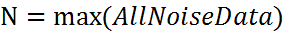 N = max(AllNoiseData)